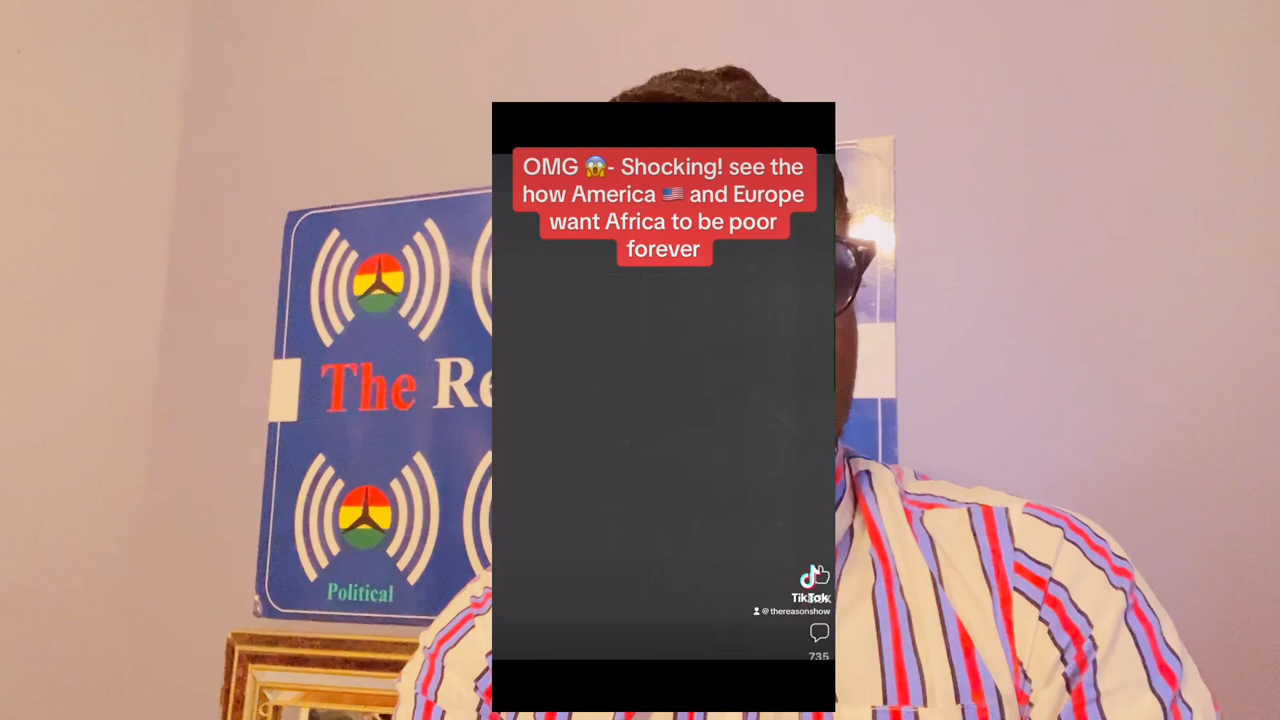 OMG 😱- Shocking! see the
how America 🇺🇸 and Europe
want Africa to be poor
forever
The Re
Political
TikTok
@thereasonshow
735